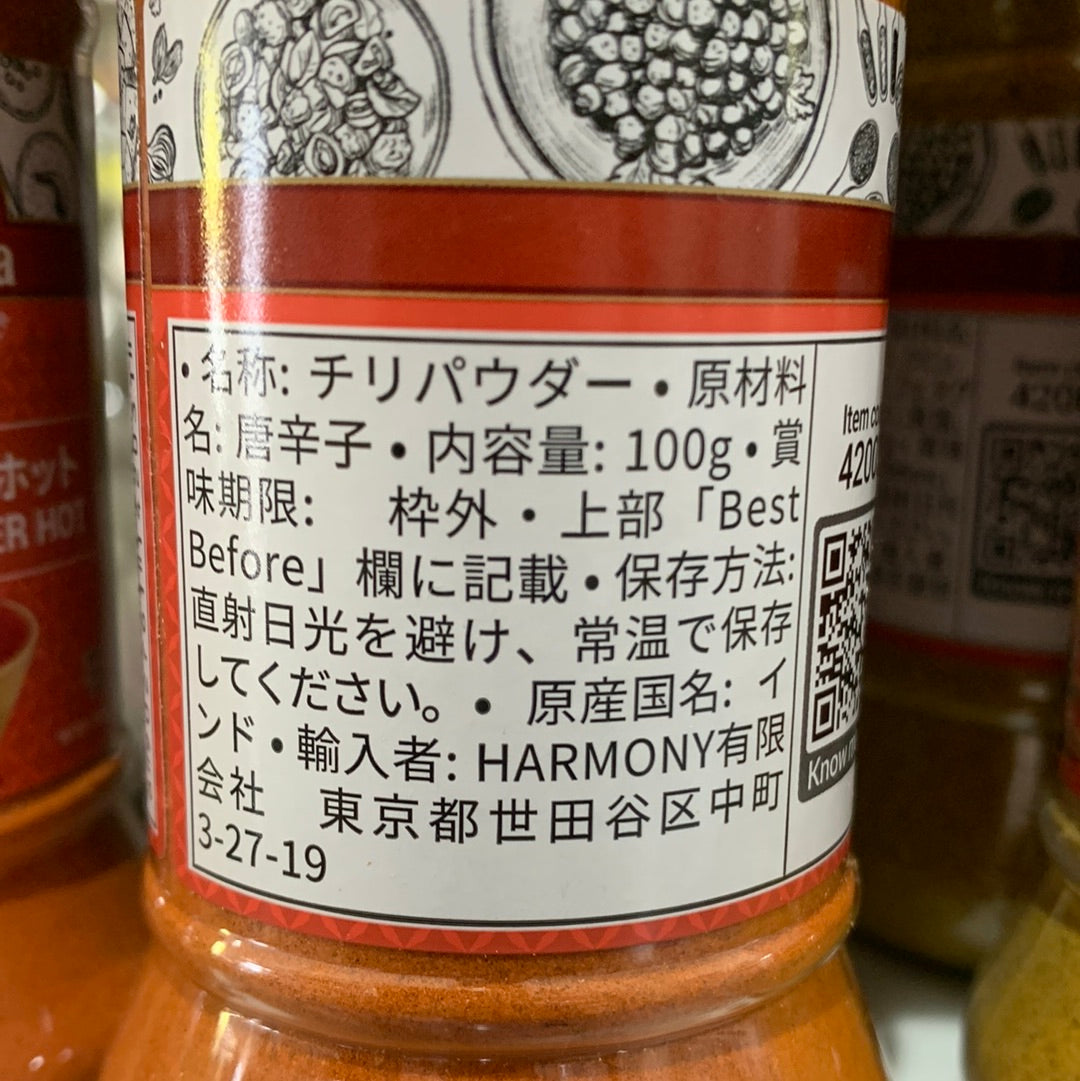 ・名称: チリパウダー・原材料
名: 唐辛子・内容量: 100g・賞
味期限:　枠外・上部「Best
Before」欄に記載・保存方法:
直射日光を避け、常温で保存
してください。・ 原産国名: イ
ンド・輸入者: HARMONY有限
会社　東京都世田谷区中町
3-27-19
Item
4200
Know
ホット
HOT
a